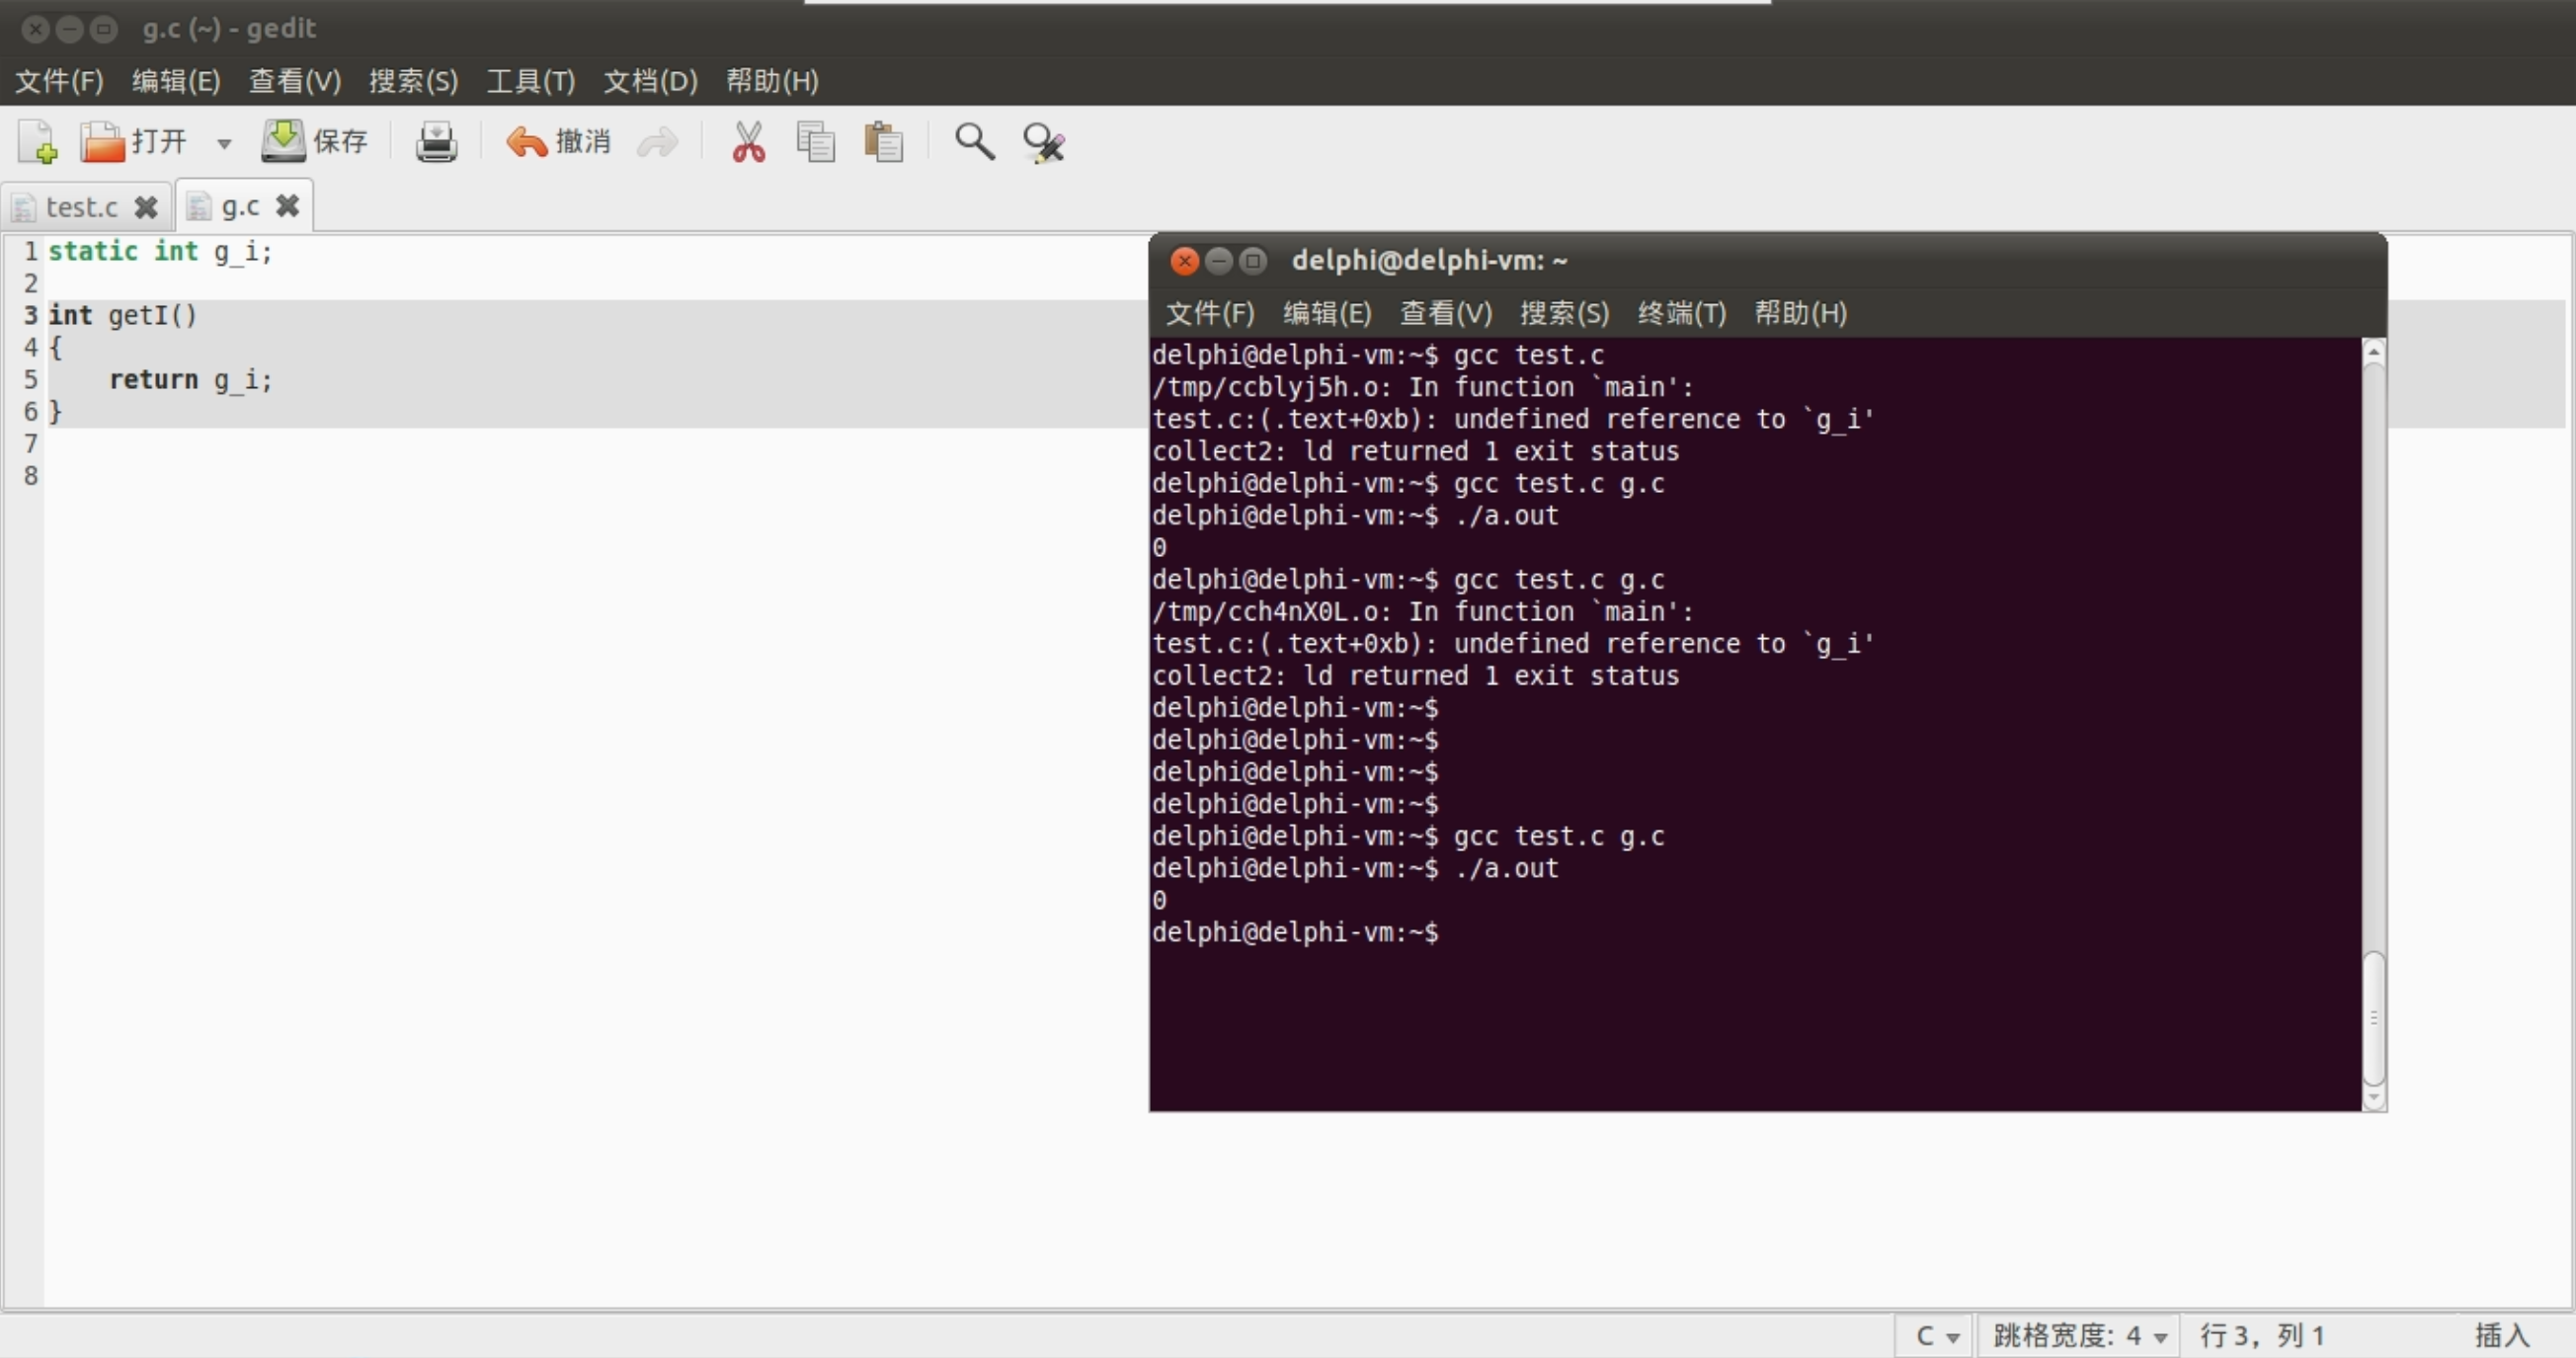 g.c (~) - gedit
文件(F) 编辑(E) 查看(V) 搜索(S) 工具(T) 文档(D) 帮助(H)
打开 保存 撤消
test.c g.c
1 static int g_i;
2
3 int getI()
4 {
5     return g_i;
6 }
7
8
delphi@delphi-vm: ~
文件(F) 编辑(E) 查看(V) 搜索(S) 终端(T) 帮助(H)
delphi@delphi-vm:~$ gcc test.c
/tmp/ccblyj5h.o: In function `main':
test.c:(.text+0xb): undefined reference to `g_i'
collect2: ld returned 1 exit status
delphi@delphi-vm:~$ gcc test.c g.c
delphi@delphi-vm:~$ ./a.out
0
delphi@delphi-vm:~$ gcc test.c g.c
/tmp/cch4nX0L.o: In function `main':
test.c:(.text+0xb): undefined reference to `g_i'
collect2: ld returned 1 exit status
delphi@delphi-vm:~$
delphi@delphi-vm:~$
delphi@delphi-vm:~$
delphi@delphi-vm:~$
delphi@delphi-vm:~$ gcc test.c g.c
delphi@delphi-vm:~$ ./a.out
0
delphi@delphi-vm:~$
C 跳格宽度: 4 行 3，列 1 插入